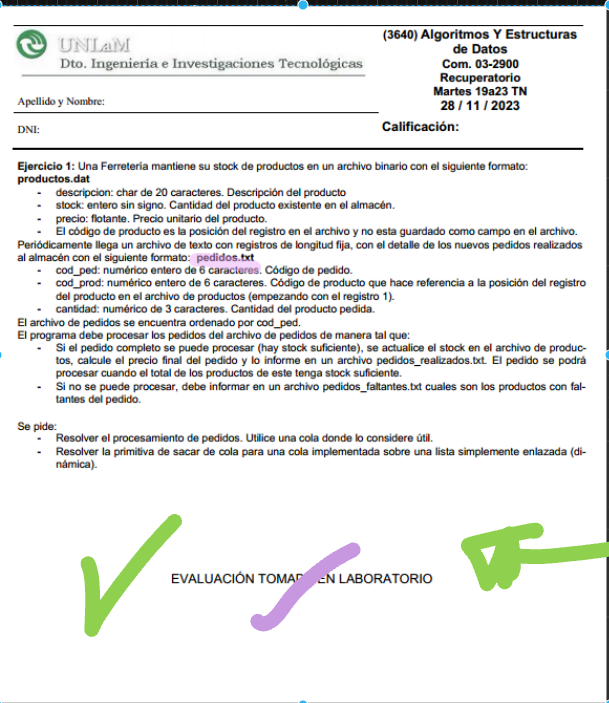 UNLaM
Dto. Ingeniería e Investigaciones Tecnológicas
Apellido y Nombre:
DNI:
(3640) Algoritmos Y Estructuras
de Datos
Com. 03-2900
Recuperatorio
Martes 19a23 TN
28 / 11 / 2023
Calificación:
Ejercicio 1: Una Ferretería mantiene su stock de productos en un archivo binario con el siguiente formato:
productos.dat
- descripcion: char de 20 caracteres. Descripción del producto
- stock: entero sin signo. Cantidad del producto existente en el almacén.
- precio: flotante. Precio unitario del producto.
- El código de producto es la posición del registro en el archivo y no esta guardado como campo en el archivo.
Periódicamente llega un archivo de texto con registros de longitud fija, con el detalle de los nuevos pedidos realizados
al almacén con el siguiente formato: pedidos.txt
- cod_ped: numérico entero de 6 caracteres. Código de pedido.
- cod_prod: numérico entero de 6 caracteres. Código de producto que hace referencia a la posición del registro
del producto en el archivo de productos (empezando con el registro 1).
- cantidad: numérico de 3 caracteres. Cantidad del producto pedida.
El archivo de pedidos se encuentra ordenado por cod_ped.
El programa debe procesar los pedidos del archivo de pedidos de manera tal que:
- Si el pedido completo se puede procesar (hay stock suficiente), se actualice el stock en el archivo de produc-
tos, calcule el precio final del pedido y lo informe en un archivo pedidos_realizados.txt. El pedido se podrá
procesar cuando el total de los productos de este tenga stock suficiente.
- Si no se puede procesar, debe informar en un archivo pedidos_faltantes.txt cuales son los productos con fal-
tantes del pedido.
Se pide:
- Resolver el procesamiento de pedidos. Utilice una cola donde lo considere útil.
- Resolver la primitiva de sacar de cola para una cola implementada sobre una lista simplemente enlazada (di-
námica).
EVALUACIÓN TOMADA EN LABORATORIO